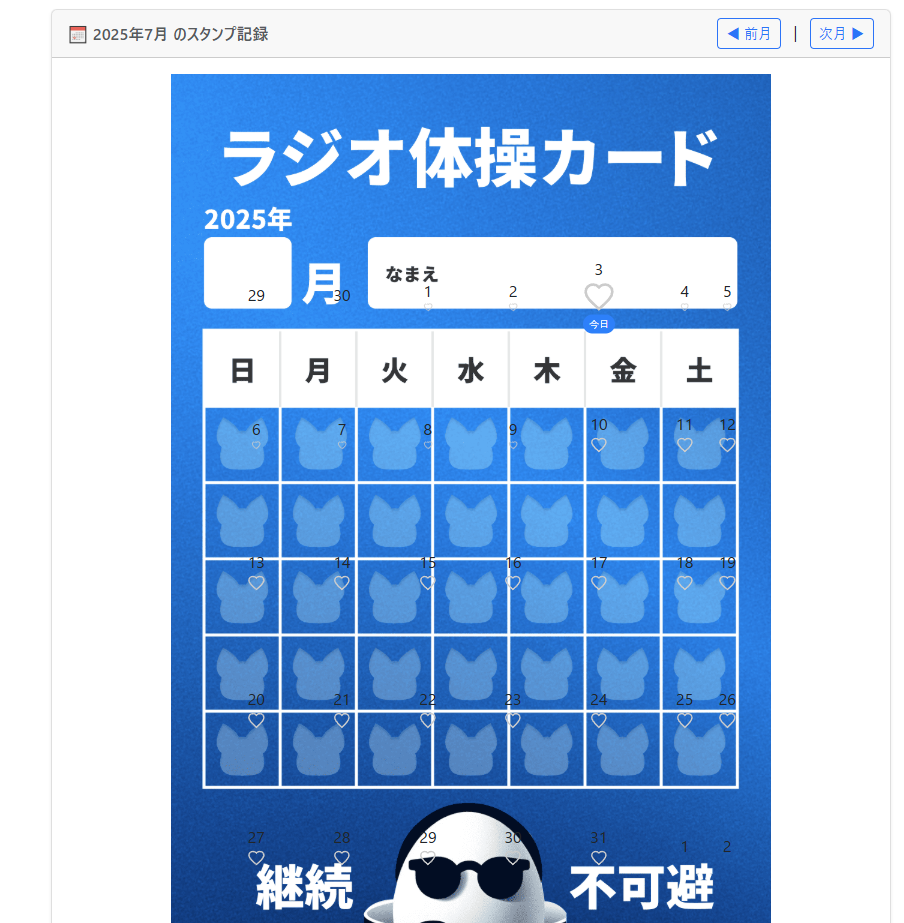 2025年7月 のスタンプ記録
◀ 前月 | 次月 ▶
ラジオ体操カード
2025年
月 なまえ
3
29 30 1 2 4 5
今日
日 月 火 水 木 金 土
6 7 8 9 10 11 12
13 14 15 16 17 18 19
20 21 22 23 24 25 26
27 28 29 30 31 1 2
継続 不可避